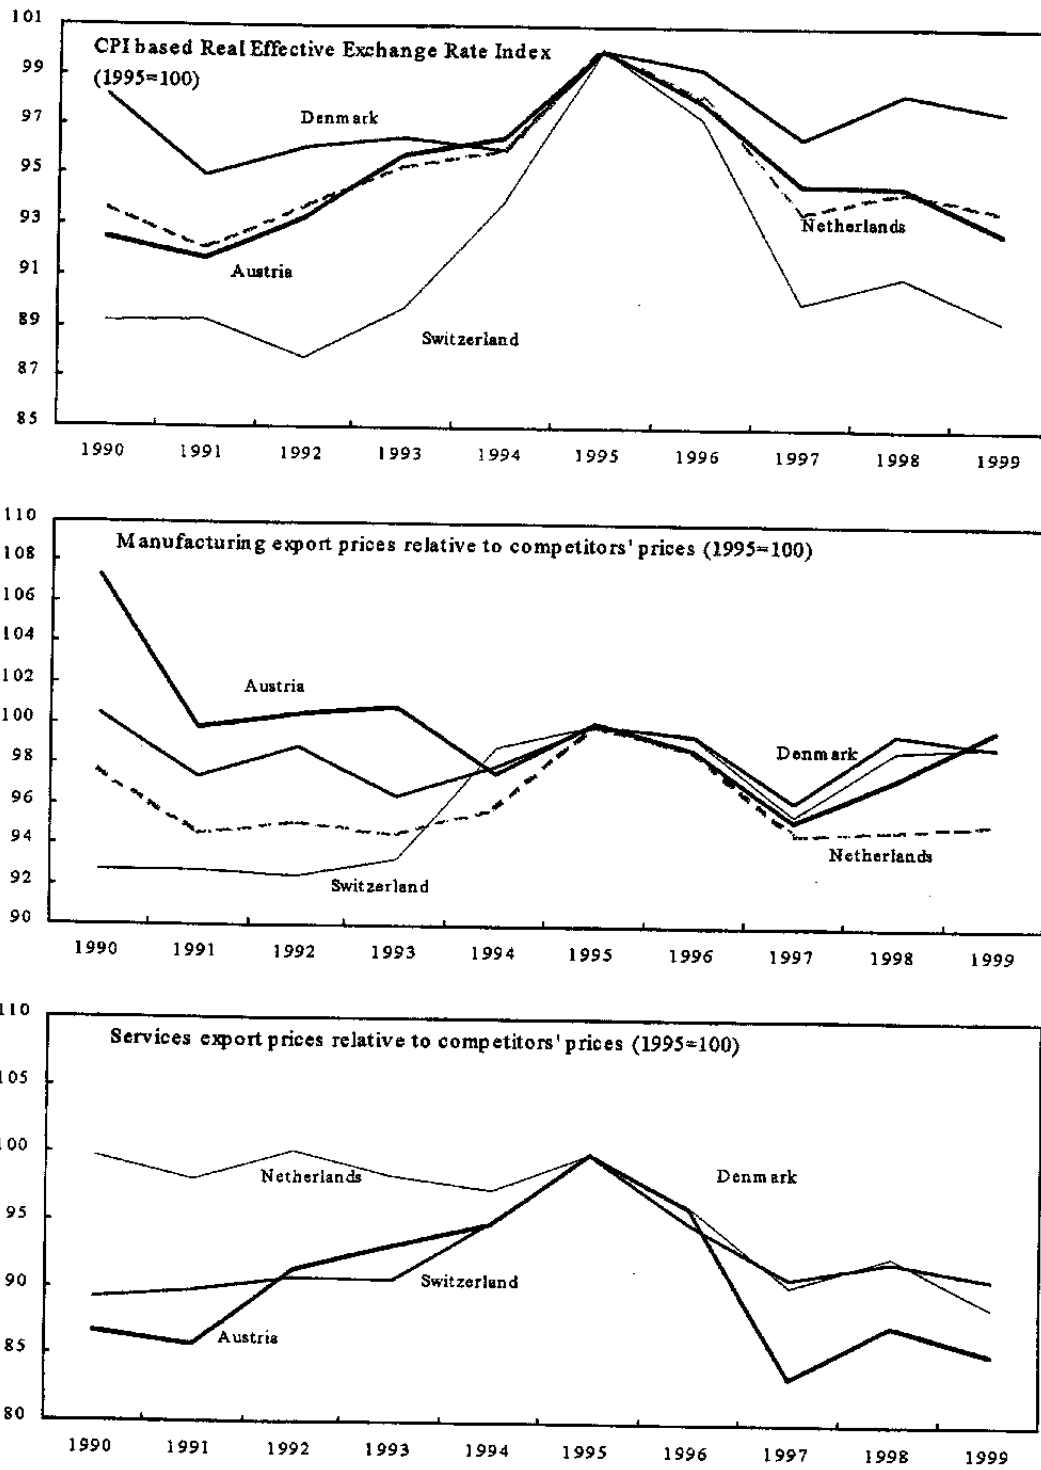 101
CPI based Real Effective Exchange Rate Index
99
(1995=100)
97
Denmark
95
93
Netherlands
91
Austria
89
Switzerland
87
85
1990 1991 1992 1993 1994 1995 1996 1997 1998 1999
110
Manufacturing export prices relative to competitors' prices (1995=100)
108
106
104
102
Austria
100
98
Denmark
96
94
Netherlands
92
Switzerland
90
1990 1991 1992 1993 1994 1995 1996 1997 1998 1999
110
Services export prices relative to competitors' prices (1995=100)
105
100
Netherlands
Denmark
95
90
Switzerland
85
Austria
80
1990 1991 1992 1993 1994 1995 1996 1997 1998 1999